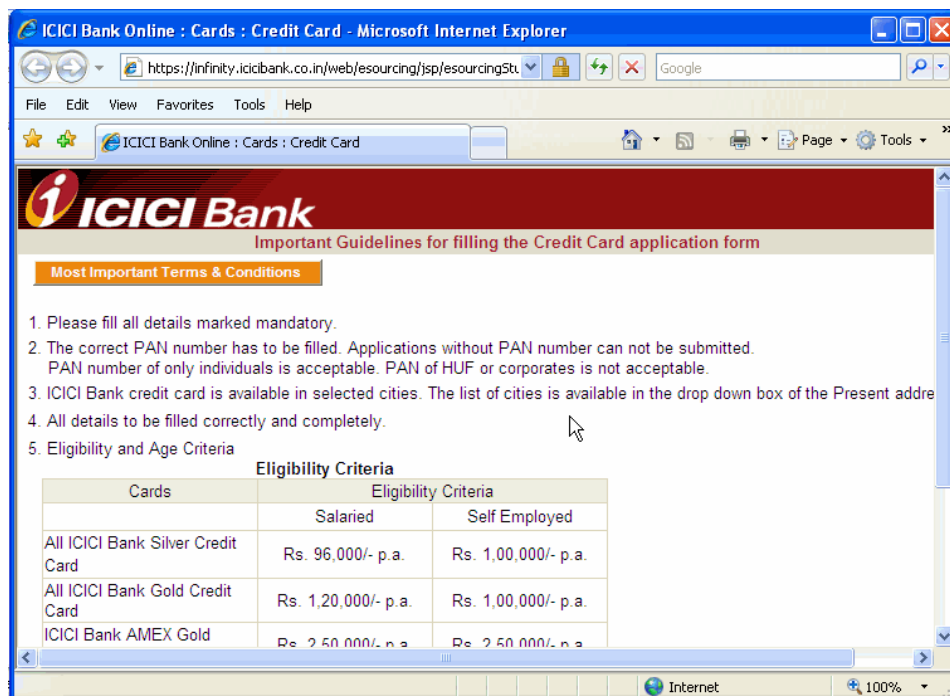 ICICI Bank Online : Cards : Credit Card - Microsoft Internet Explorer
https://infinity.icicibank.co.in/web/esourcing/jsp/esourcingStu
Google
File Edit View Favorites Tools Help
ICICI Bank Online : Cards : Credit Card
Page Tools
ICICI Bank
Important Guidelines for filling the Credit Card application form
Most Important Terms & Conditions
1. Please fill all details marked mandatory.
2. The correct PAN number has to be filled. Applications without PAN number can not be submitted.
PAN number of only individuals is acceptable. PAN of HUF or corporates is not acceptable.
3. ICICI Bank credit card is available in selected cities. The list of cities is available in the drop down box of the Present addre
4. All details to be filled correctly and completely.
5. Eligibility and Age Criteria
Eligibility Criteria
Cards Eligibility Criteria
Salaried Self Employed
All ICICI Bank Silver Credit
Card
Rs. 96,000/- p.a. Rs. 1,00,000/- p.a.
All ICICI Bank Gold Credit
Card
Rs. 1,20,000/- p.a. Rs. 1,00,000/- p.a.
ICICI Bank AMEX Gold
Rs. 2,50,000/- p.a. Rs. 2,50,000/- p.a.
Internet 100%